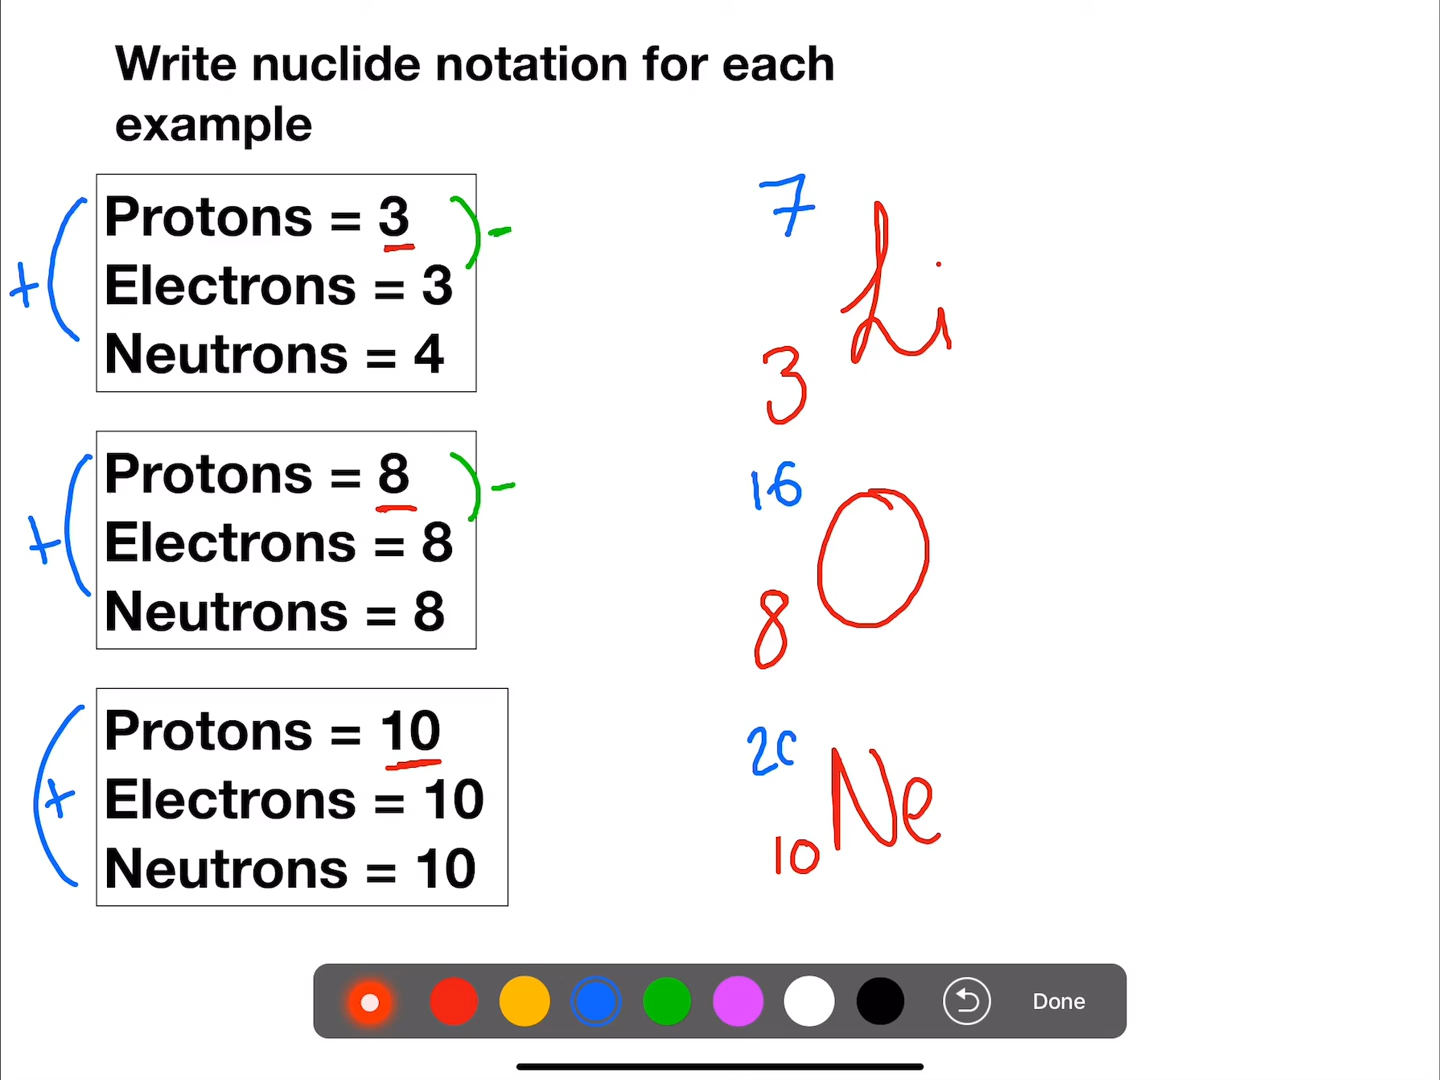 Write nuclide notation for each
example
+
Protons = 3
Electrons = 3
Neutrons = 4
-
7
Li
3
+
Protons = 8
Electrons = 8
Neutrons = 8
-
16
O
8
+
Protons = 10
Electrons = 10
Neutrons = 10
20
Ne
10
Done